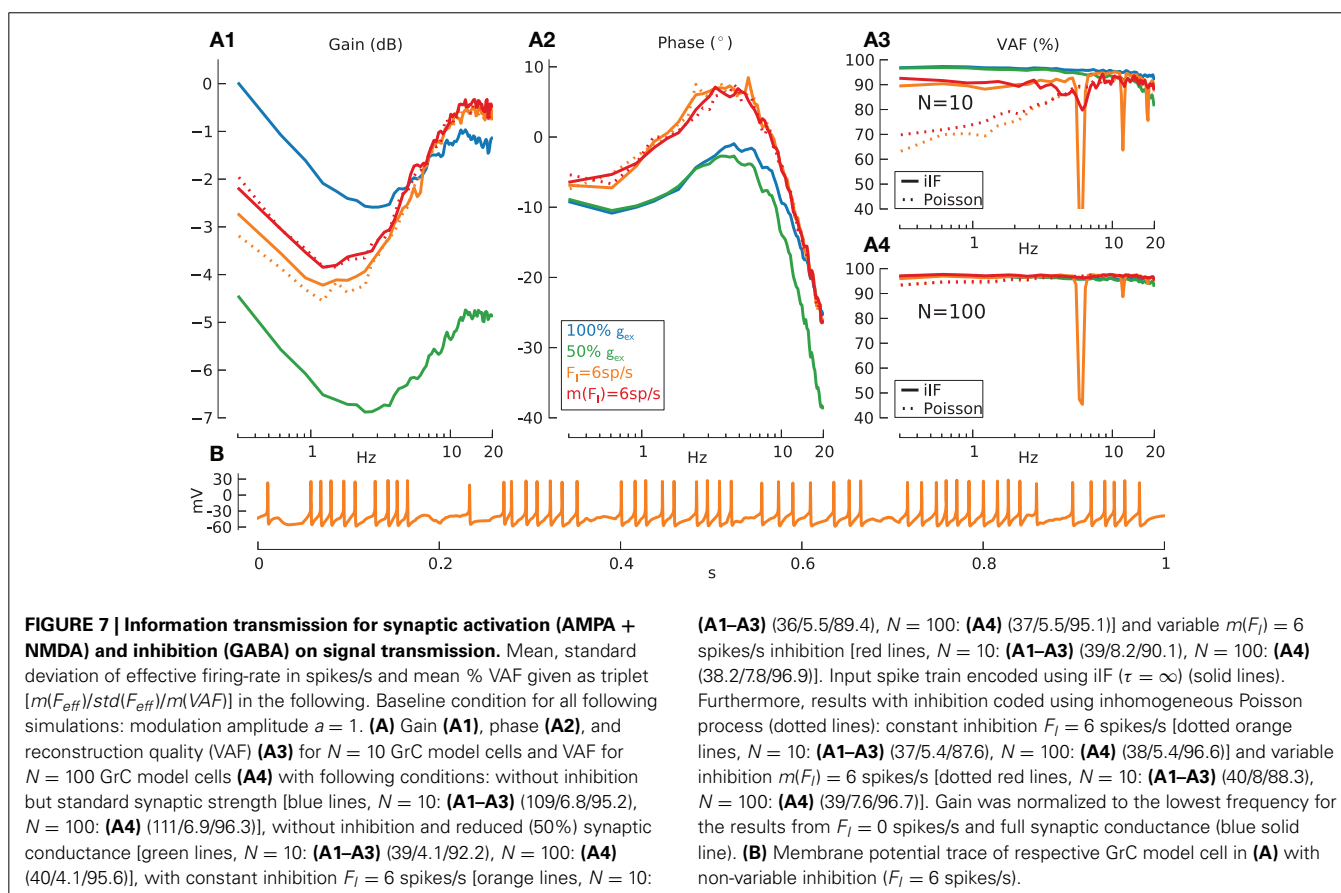 A1
Gain (dB)
0
−1
−2
−3
−4
−5
−6
−7
1
10
20
Hz
A2
Phase (°)
10
0
-10
-20
-30
-40
100% gex
50% gex
FI=6sp/s
m(FI)=6sp/s
1
10
20
Hz
A3
VAF (%)
100
90
80
70
60
50
40
N=10
iIF
Poisson
1
Hz
10
20
A4
100
90
80
70
60
50
40
N=100
iIF
Poisson
1
10
20
Hz
B
mV
30
0
-30
-60
0
0.2
0.4
0.6
0.8
1
s
FIGURE 7 | Information transmission for synaptic activation (AMPA +
NMDA) and inhibition (GABA) on signal transmission. Mean, standard
deviation of effective firing-rate in spikes/s and mean % VAF given as triplet
[m(Feff)/std(Feff)/m(VAF)] in the following. Baseline condition for all following
simulations: modulation amplitude a = 1. (A) Gain (A1), phase (A2), and
reconstruction quality (VAF) (A3) for N = 10 GrC model cells and VAF for
N = 100 GrC model cells (A4) with following conditions: without inhibition
but standard synaptic strength [blue lines, N = 10: (A1–A3) (109/6.8/95.2),
N = 100: (A4) (111/6.9/96.3)], without inhibition and reduced (50%) synaptic
conductance [green lines, N = 10: (A1–A3) (39/4.1/92.2), N = 100: (A4)
(40/4.1/95.6)], with constant inhibition FI = 6 spikes/s [orange lines, N = 10:
(A1–A3) (36/5.5/89.4), N = 100: (A4) (37/5.5/95.1)] and variable m(FI) = 6
spikes/s inhibition [red lines, N = 10: (A1–A3) (39/8.2/90.1), N = 100: (A4)
(38.2/7.8/96.9)]. Input spike train encoded using iIF (τ = ∞) (solid lines).
Furthermore, results with inhibition coded using inhomogeneous Poisson
process (dotted lines): constant inhibition FI = 6 spikes/s [dotted orange
lines, N = 10: (A1–A3) (37/5.4/87.6), N = 100: (A4) (38/5.4/96.6)] and variable
inhibition m(FI) = 6 spikes/s [dotted red lines, N = 10: (A1–A3) (40/8/88.3),
N = 100: (A4) (39/7.6/96.7)]. Gain was normalized to the lowest frequency for
the results from FI = 0 spikes/s and full synaptic conductance (blue solid
line). (B) Membrane potential trace of respective GrC model cell in (A) with
non-variable inhibition (FI = 6 spikes/s).